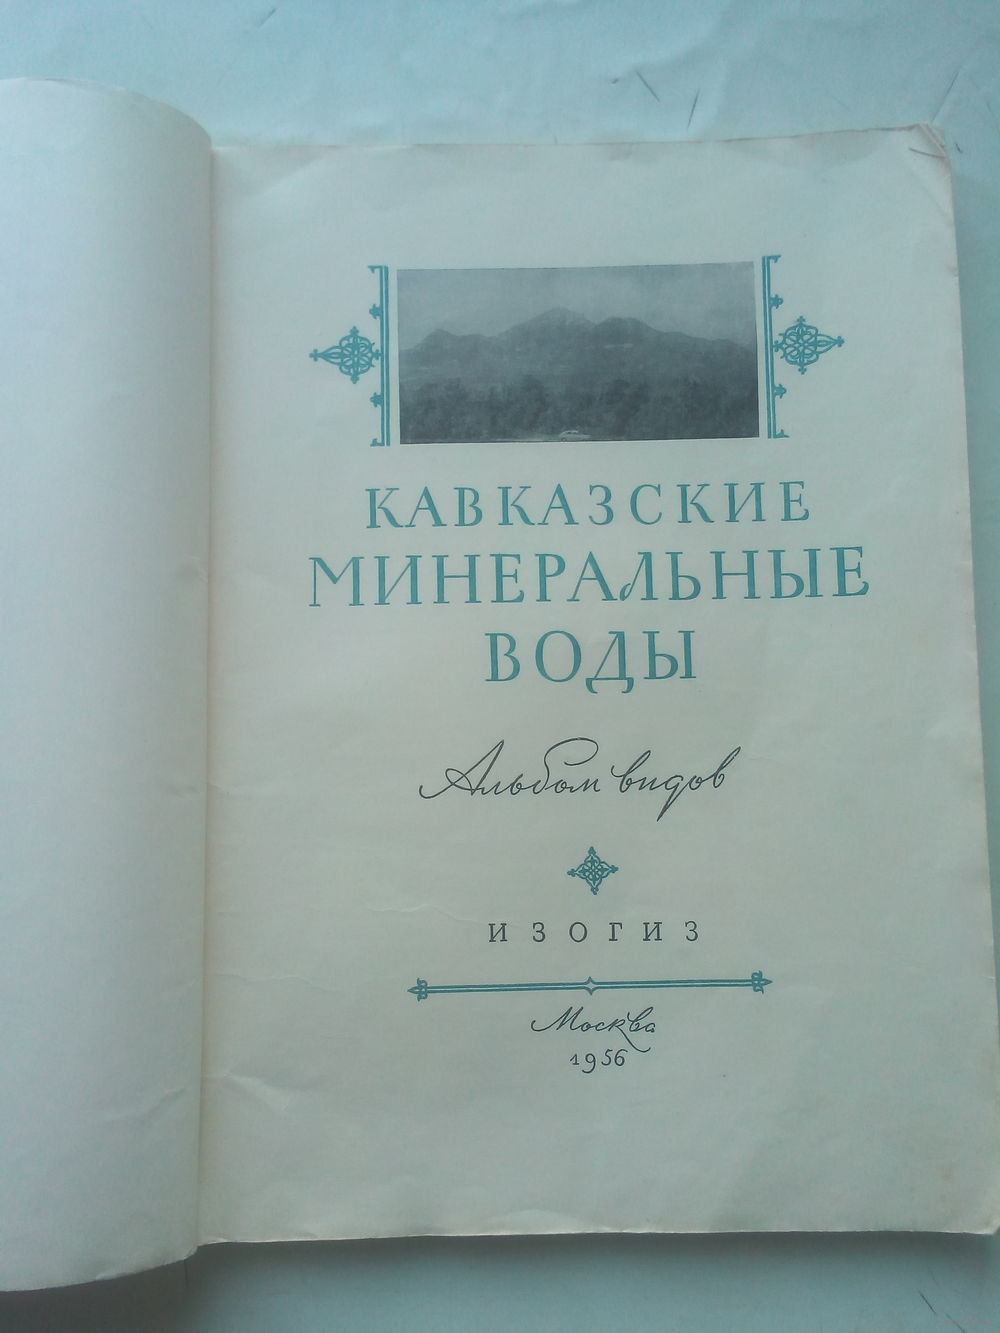 КАВКАЗСКИЕ
МИНЕРАЛЬНЫЕ
ВОДЫ
Альбом видов
ИЗОГИЗ
Москва
1956